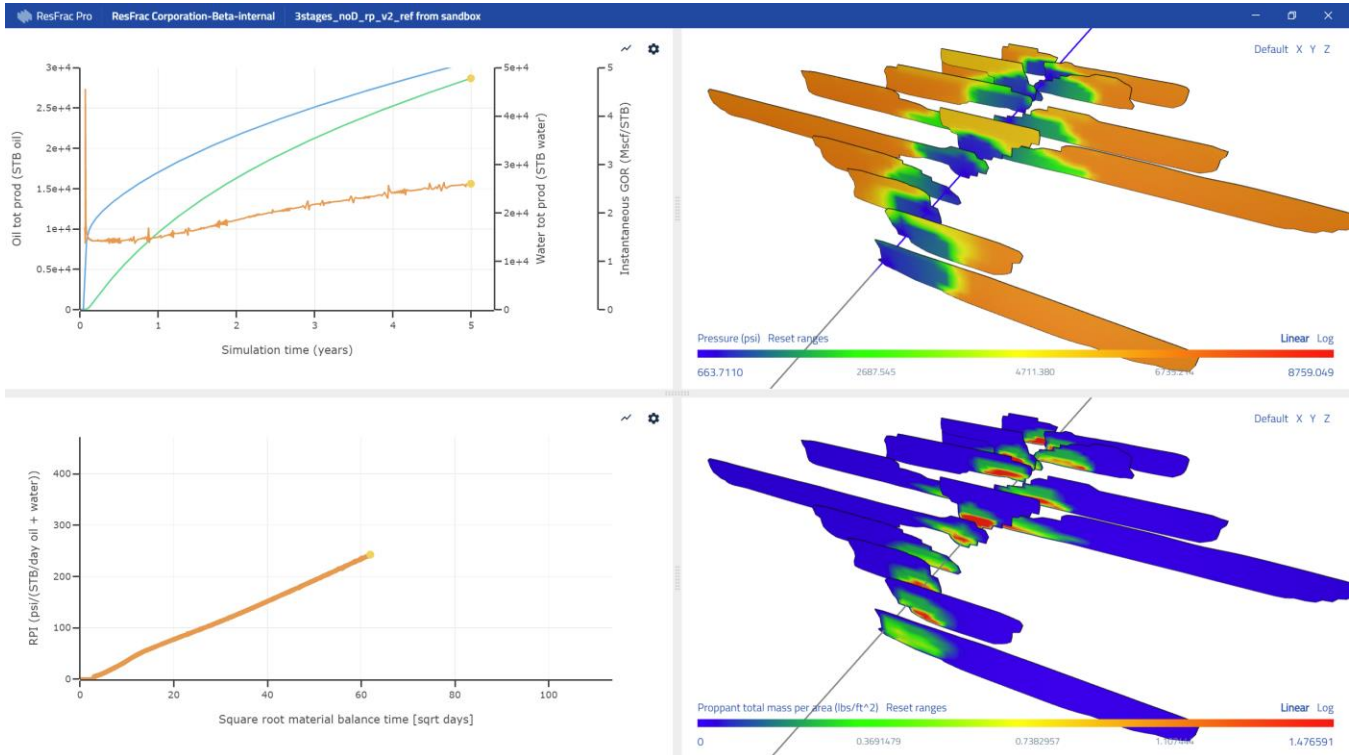 ResFrac Pro ResFrac Corporation-Beta-internal 3stages_noD_rp_v2_ref from sandbox
Oil tot prod (STB oil)
3e+4
2.5e+4
2e+4
1.5e+4
1e+4
0.5e+4
0
0 1 2 3 4 5
Simulation time (years)
5e+4
4e+4
3e+4
2e+4
1e+4
0
Water tot prod (STB water)
5
4
3
2
1
0
Instantaneous GOR (Mscf/STB)
Default X Y Z
Pressure (psi) Reset ranges Linear Log
663.7110 2687.545 4711.380 8759.049
RPI (psi/(STB/day oil + water))
400
300
200
100
0
0 20 40 60 80 100
Square root material balance time [sqrt days]
Default X Y Z
Proppant total mass per area (lbs/ft^2) Reset ranges Linear Log
0 0.3691479 0.7382957 1.476591